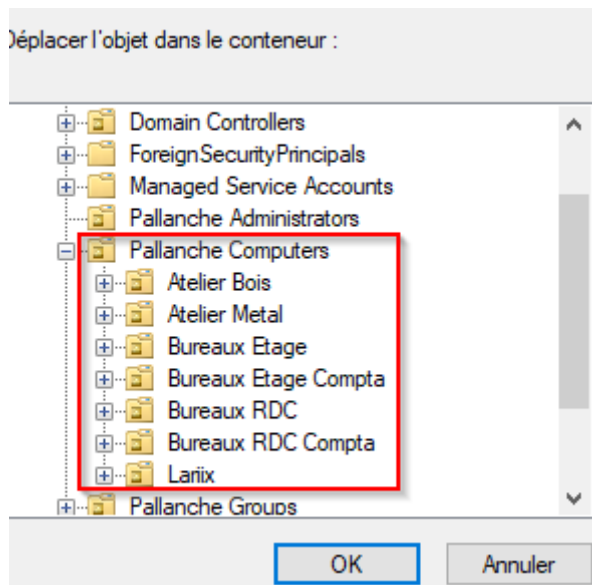 Déplacer l'objet dans le conteneur :
Domain Controllers
ForeignSecurityPrincipals
Managed Service Accounts
Pallanche Administrators
Pallanche Computers
Atelier Bois
Atelier Metal
Bureaux Etage
Bureaux Etage Compta
Bureaux RDC
Bureaux RDC Compta
Lariix
Pallanche Groups
OK
Annuler